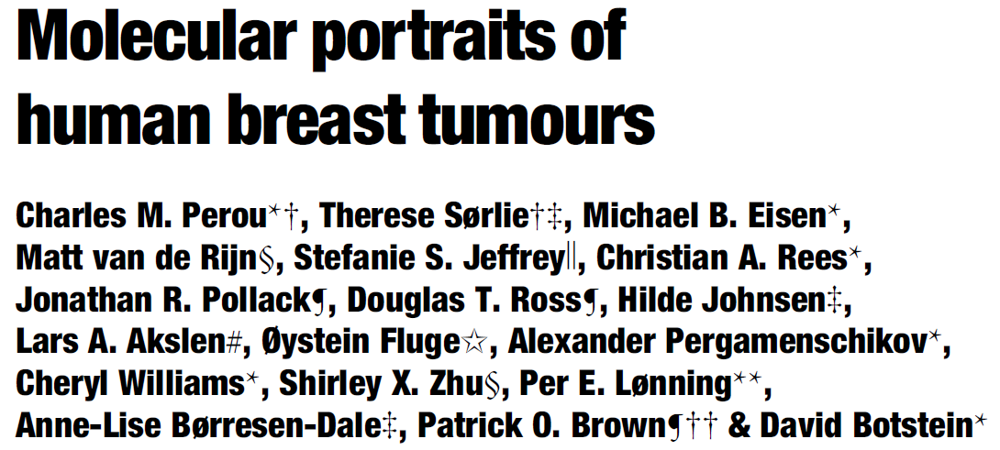 Molecular portraits of
human breast tumours
Charles M. Perou*†, Therese Sørlie†‡, Michael B. Eisen*,
Matt van de Rijn§, Stefanie S. Jeffrey||, Christian A. Rees*,
Jonathan R. Pollack¶, Douglas T. Ross¶, Hilde Johnsen‡,
Lars A. Akslen#, Øystein Fluge☆, Alexander Pergamenschikov*,
Cheryl Williams*, Shirley X. Zhu§, Per E. Lønning**,
Anne-Lise Børresen-Dale‡, Patrick O. Brown¶†† & David Botstein*